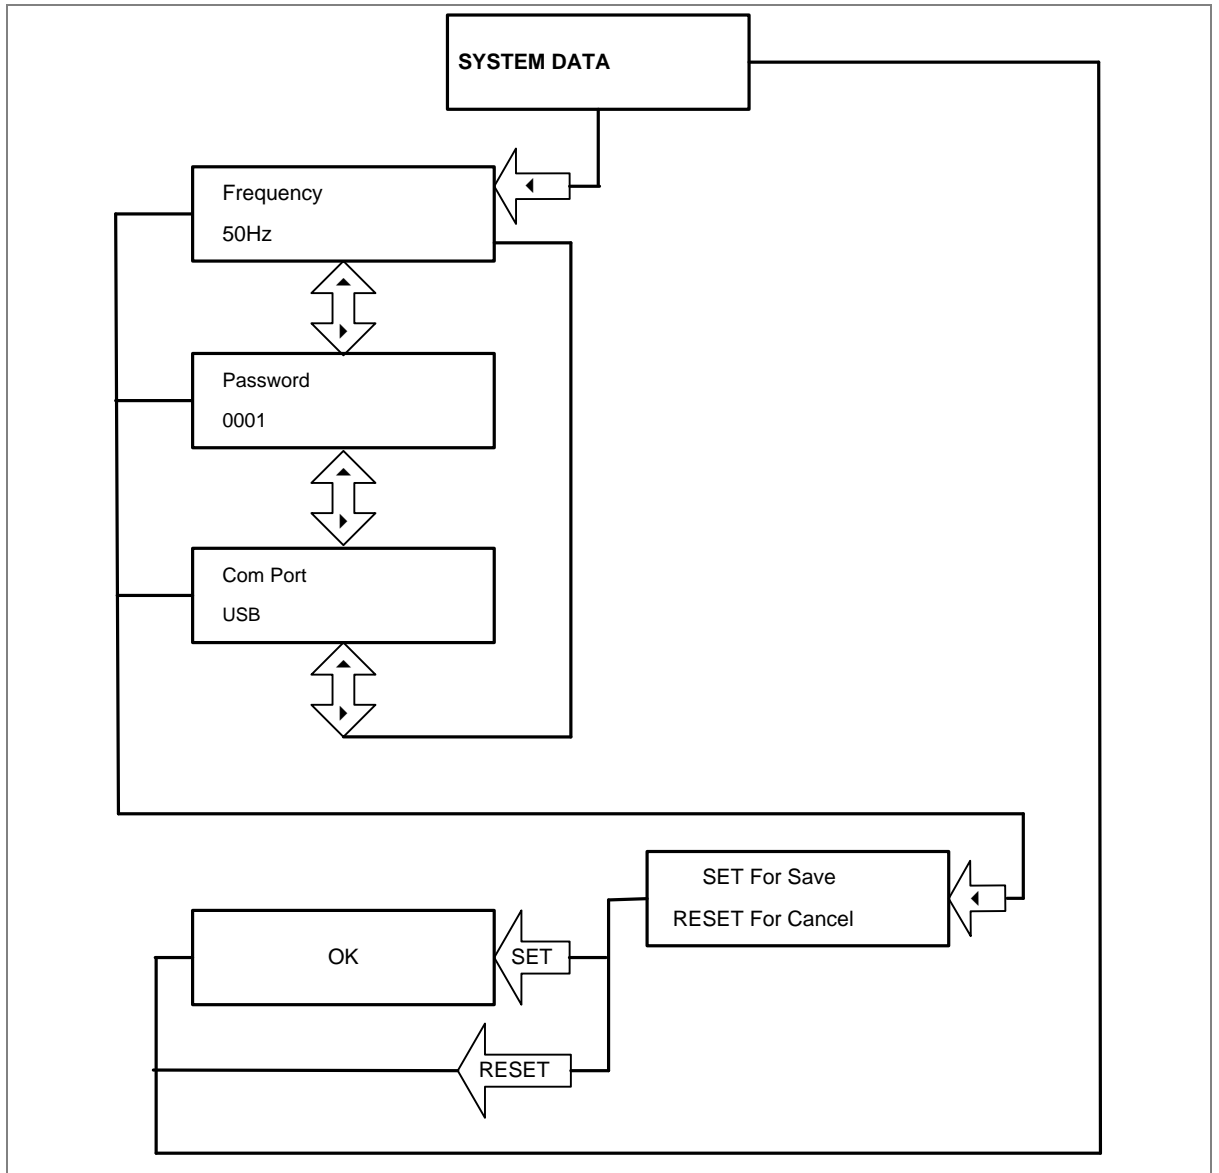 SYSTEM DATA
Frequency
50Hz
Password
0001
Com Port
USB
SET For Save
RESET For Cancel
OK
SET
RESET